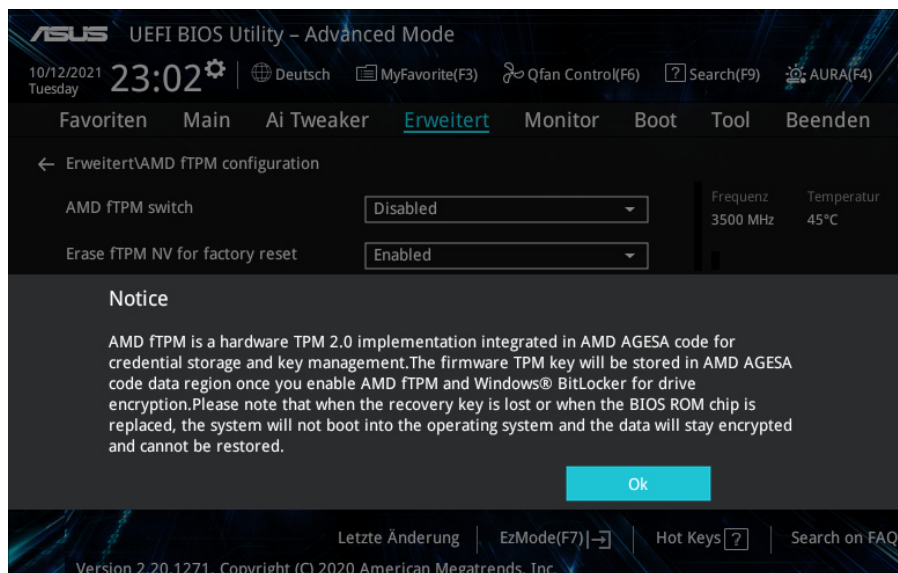 ASUS UEFI BIOS Utility – Advanced Mode
10/12/2021
Tuesday
23:02
Deutsch
MyFavorite(F3)
Qfan Control(F6)
? Search(F9)
AURA(F4)
Favoriten Main Ai Tweaker Erweitert Monitor Boot Tool Beenden
← Erweitert\AMD fTPM configuration
AMD fTPM switch
Disabled
Frequenz Temperatur
3500 MHz 45°C
Erase fTPM NV for factory reset
Enabled
Notice
AMD fTPM is a hardware TPM 2.0 implementation integrated in AMD AGESA code for
credential storage and key management.The firmware TPM key will be stored in AMD AGESA
code data region once you enable AMD fTPM and Windows® BitLocker for drive
encryption.Please note that when the recovery key is lost or when the BIOS ROM chip is
replaced, the system will not boot into the operating system and the data will stay encrypted
and cannot be restored.
Ok
Letzte Änderung
EzMode(F7)
Hot Keys ?
Search on FAQ
Version 2.20.1271. Copyright (C) 2020 American Megatrends, Inc.